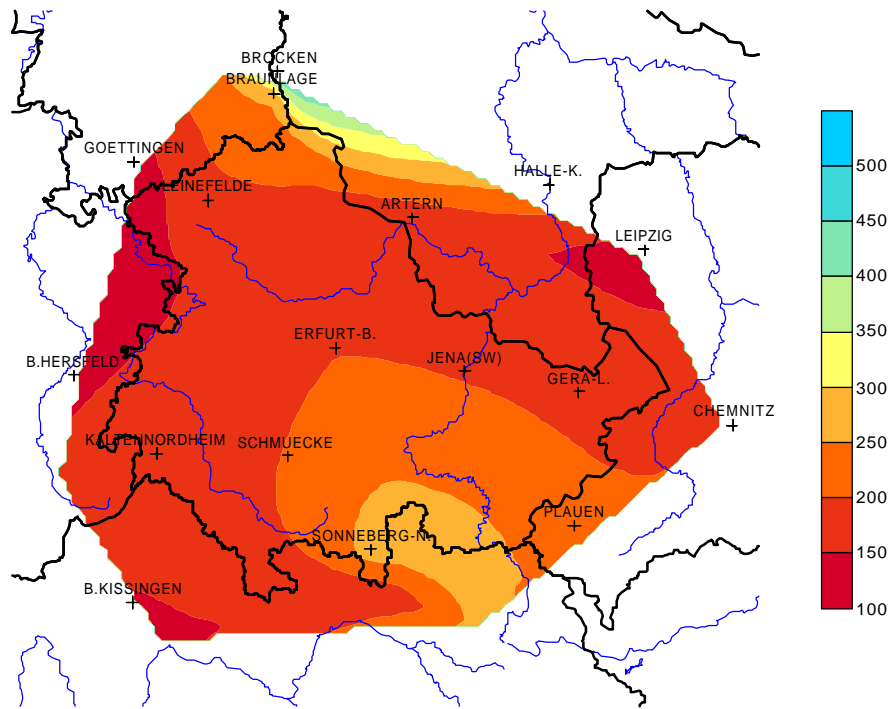 BROCKEN
BRAUNLAGE
GOETTINGEN
HALLE-K.
LEINEFELDE
ARTERN
LEIPZIG
ERFURT-B.
JENA(SW)
B.HERSFELD
GERA-L.
CHEMNITZ
KALTENNORDHEIM
SCHMUECKE
PLAUEN
SONNEBERG-N.
B.KISSINGEN
500
450
400
350
300
250
200
150
100